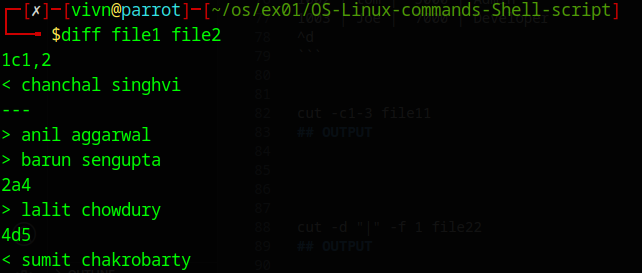 ┌─[✗]─[vivn@parrot]─[~/os/ex01/OS-Linux-commands-Shell-script]
└──╼ $diff file1 file2
1c1,2
< chanchal singhvi
---
> anil aggarwal
> barun sengupta
2a4
> lalit chowdury
4d5
< sumit chakrobarty
78 ^d
79 ```
80
81
82 cut -c1-3 file11
83 ## OUTPUT
84
85
86
87
88 cut -d "|" -f 1 file22
89 ## OUTPUT
90